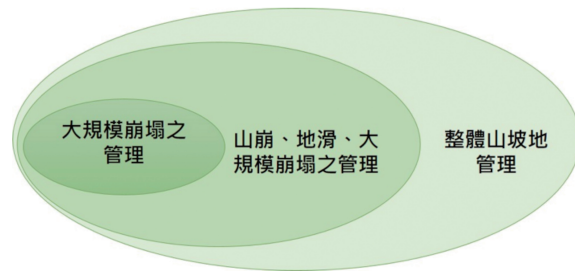 大規模崩塌之
管理
山崩、地滑、大
規模崩塌之管理
整體山坡地
管理